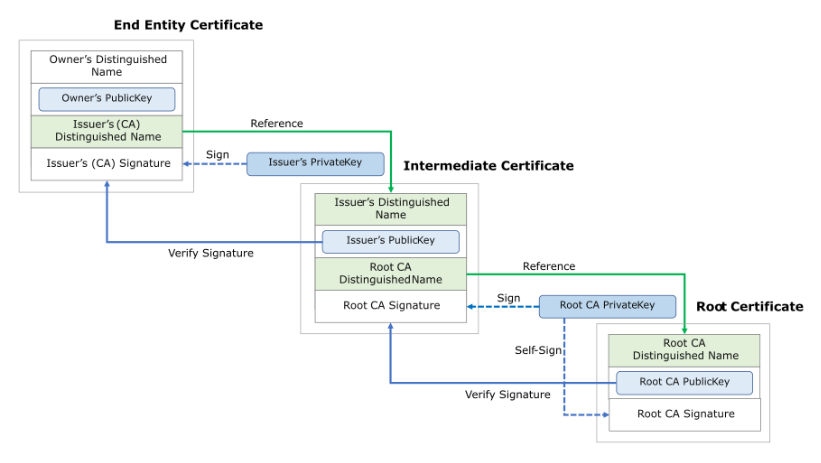 End Entity Certificate
Owner's Distinguished
Name
Owner's PublicKey
Issuer's (CA)
Distinguished Name
Issuer's (CA) Signature
Reference
Sign
Issuer's PrivateKey
Verify Signature
Intermediate Certificate
Issuer's Distinguished
Name
Issuer's PublicKey
Root CA
DistinguishedName
Root CA Signature
Reference
Sign
Root CA PrivateKey
Self-Sign
Verify Signature
Root Certificate
Root CA
Distinguished Name
Root CA PublicKey
Root CA Signature